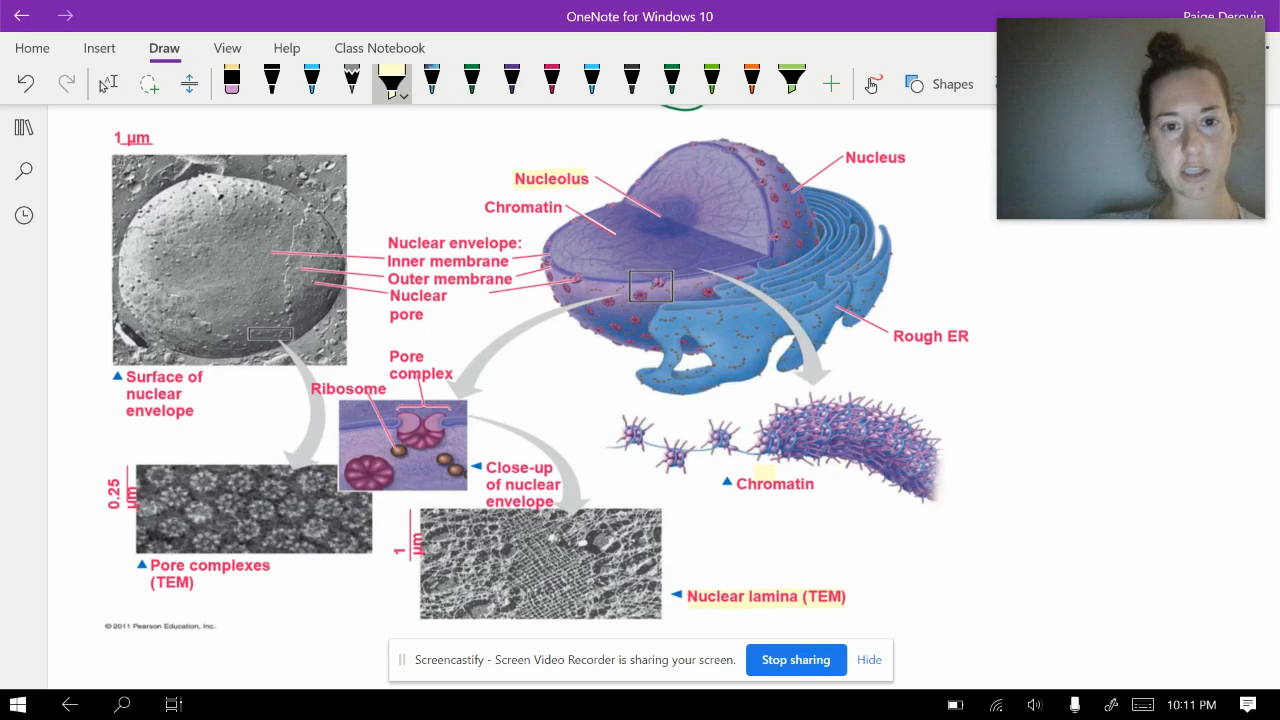 OneNote for Windows 10
Paige Derouin
Home
Insert
Draw
View
Help
Class Notebook
Shapes
1 µm
Nucleolus
Nucleus
Chromatin
Nuclear envelope:
Inner membrane
Outer membrane
Nuclear
pore
Rough ER
Pore
complex
Surface of
nuclear
envelope
Ribosome
Close-up
of nuclear
envelope
Chromatin
0.25
µm
1
µm
Pore complexes
(TEM)
Nuclear lamina (TEM)
© 2011 Pearson Education, Inc.
Screencastify - Screen Video Recorder is sharing your screen.
Stop sharing
Hide
10:11 PM